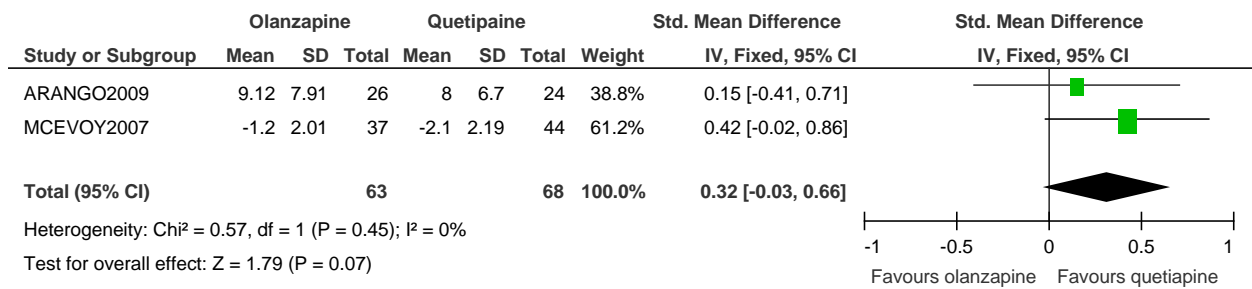 Olanzapine Quetipaine Std. Mean Difference Std. Mean Difference
Study or Subgroup Mean SD Total Mean SD Total Weight IV, Fixed, 95% CI IV, Fixed, 95% CI
ARANGO2009 9.12 7.91 26 8 6.7 24 38.8% 0.15 [-0.41, 0.71]
MCEVOY2007 -1.2 2.01 37 -2.1 2.19 44 61.2% 0.42 [-0.02, 0.86]
Total (95% CI) 63 68 100.0% 0.32 [-0.03, 0.66]
Heterogeneity: Chi² = 0.57, df = 1 (P = 0.45); I² = 0%
Test for overall effect: Z = 1.79 (P = 0.07)
-1 -0.5 0 0.5 1
Favours olanzapine Favours quetiapine